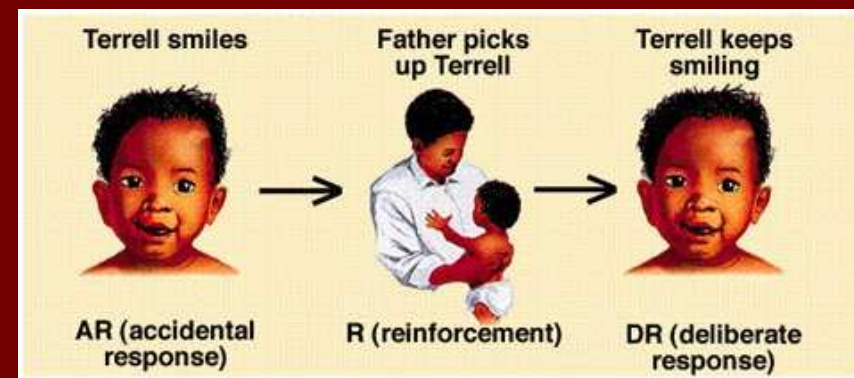 Terrell smiles
Father picks
up Terrell
Terrell keeps
smiling
AR (accidental
response)
R (reinforcement)
DR (deliberate
response)